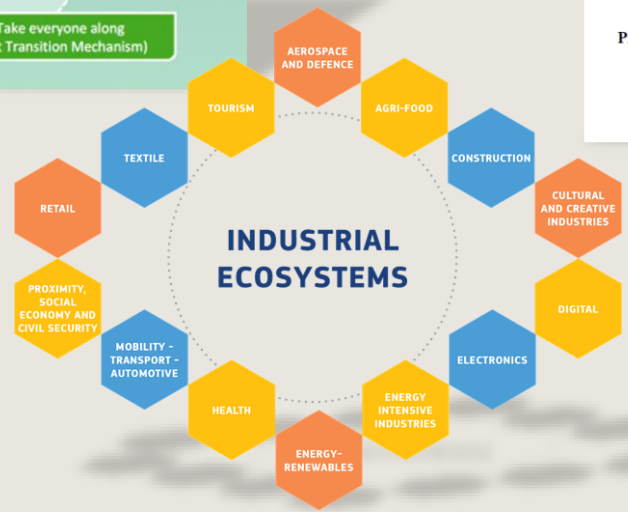 Take everyone along
Transition Mechanism)
P
AEROSPACE
AND DEFENCE
TOURISM
AGRI-FOOD
TEXTILE
CONSTRUCTION
RETAIL
CULTURAL
AND CREATIVE
INDUSTRIES
INDUSTRIAL
ECOSYSTEMS
PROXIMITY,
SOCIAL
ECONOMY AND
CIVIL SECURITY
DIGITAL
MOBILITY -
TRANSPORT -
AUTOMOTIVE
ELECTRONICS
HEALTH
ENERGY
INTENSIVE
INDUSTRIES
ENERGY-
RENEWABLES